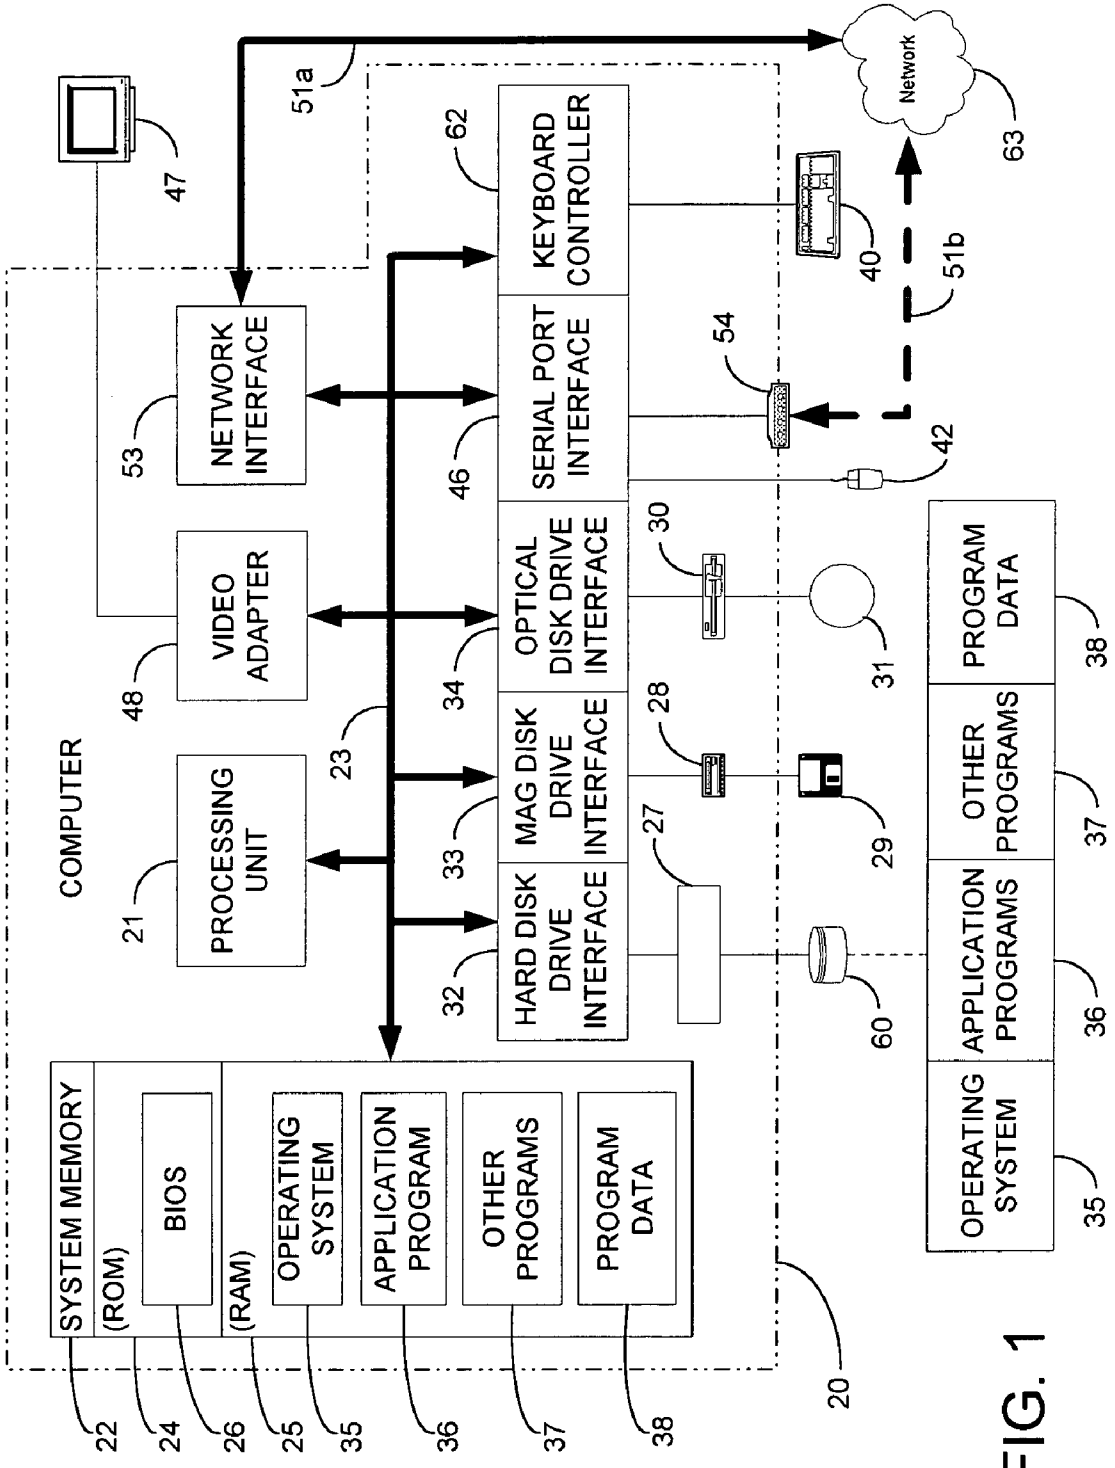 COMPUTER
47
51a
22
SYSTEM MEMORY
24
(ROM)
26
BIOS
25
(RAM)
35
OPERATING
SYSTEM
36
APPLICATION
PROGRAM
37
OTHER
PROGRAMS
38
PROGRAM
DATA
21
PROCESSING
UNIT
48
VIDEO
ADAPTER
53
NETWORK
INTERFACE
23
32
HARD DISK
DRIVE
INTERFACE
33
MAG DISK
DRIVE
INTERFACE
34
OPTICAL
DISK DRIVE
INTERFACE
46
SERIAL PORT
INTERFACE
62
KEYBOARD
CONTROLLER
27
28
30
54
20
60
29
31
42
40
51b
Network
63
OPERATING
SYSTEM
APPLICATION
PROGRAMS
OTHER
PROGRAMS
PROGRAM
DATA
35
36
37
38
FIG. 1